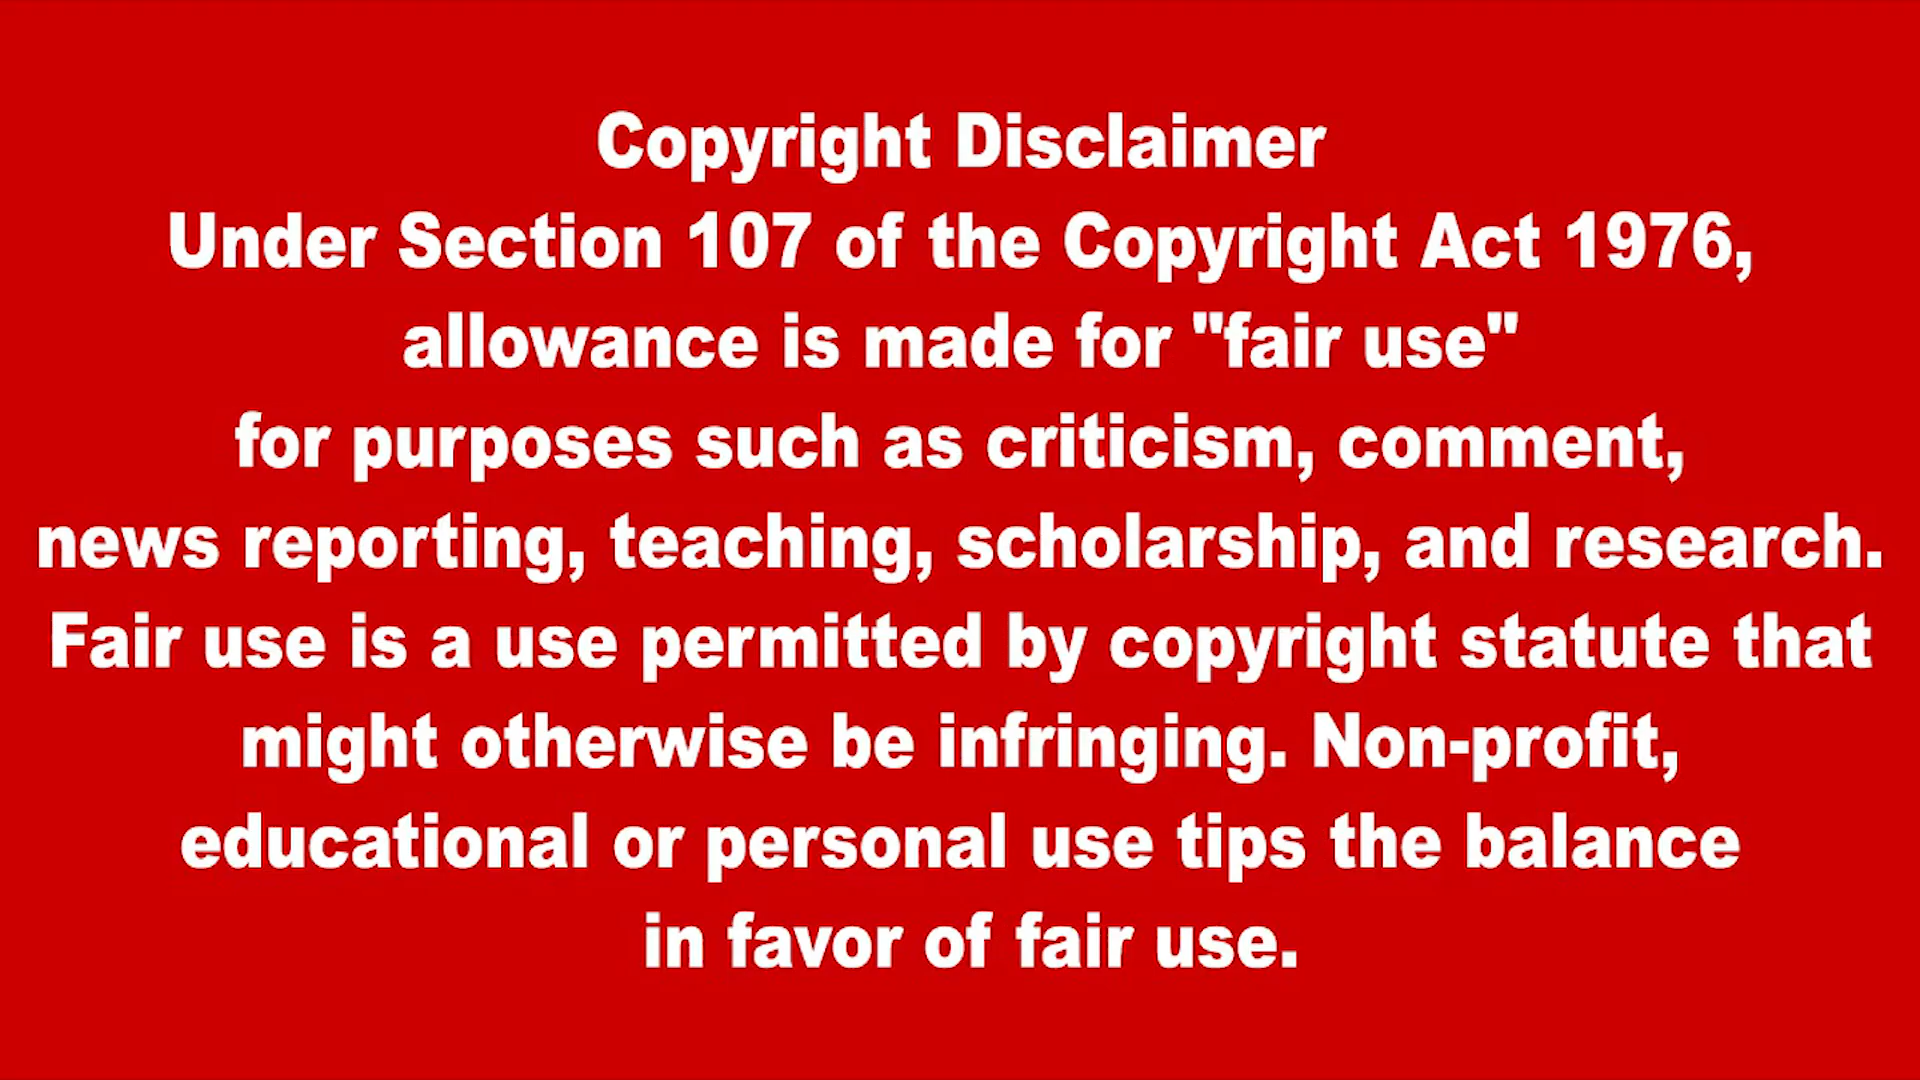 Copyright Disclaimer
Under Section 107 of the Copyright Act 1976,
allowance is made for "fair use"
for purposes such as criticism, comment,
news reporting, teaching, scholarship, and research.
Fair use is a use permitted by copyright statute that
might otherwise be infringing. Non-profit,
educational or personal use tips the balance
in favor of fair use.